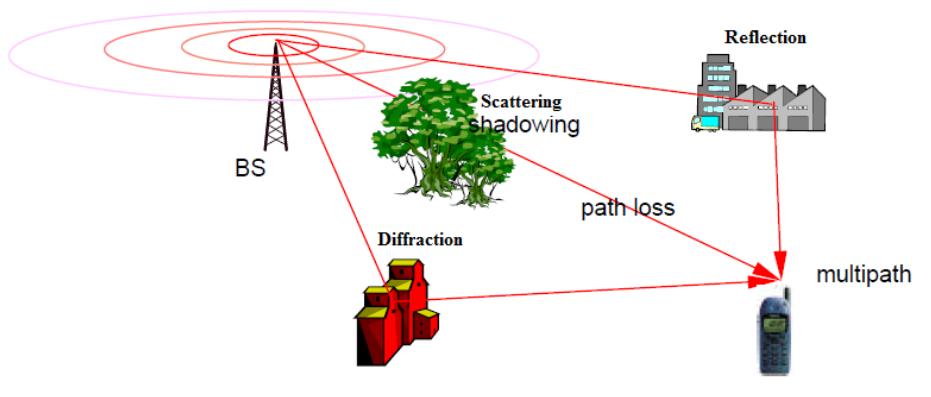 Reflection
Scattering
shadowing
BS
path loss
Diffraction
multipath